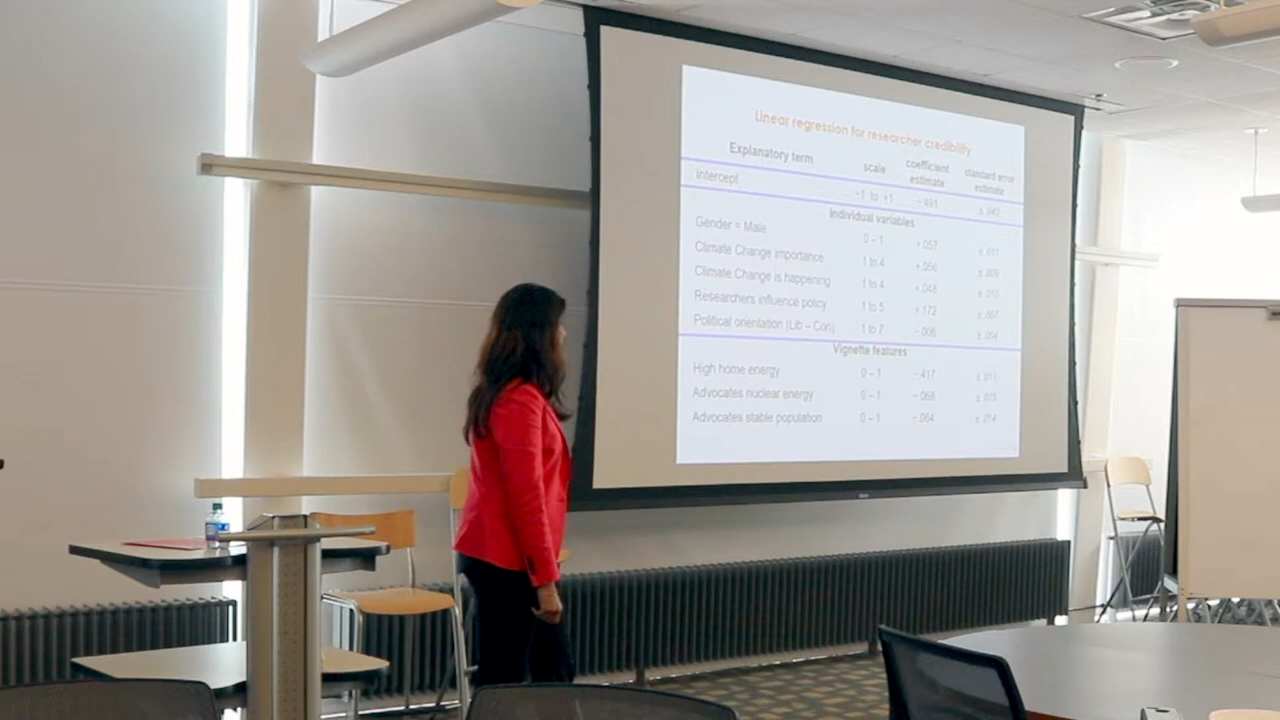 Linear regression for researcher credibility
Explanatory term scale coefficient estimate standard error estimate
Intercept −1 to +1 −.491 ±.042
Individual variables
Gender = Male 0 – 1 +.057 ±.011
Climate Change importance 1 to 4 +.056 ±.009
Climate Change is happening 1 to 4 +.048 ±.010
Researchers influence policy 1 to 5 +.172 ±.007
Political orientation (Lib – Con) 1 to 7 −.006 ±.004
Vignette features
High home energy 0 – 1 −.417 ±.011
Advocates nuclear energy 0 – 1 −.068 ±.015
Advocates stable population 0 – 1 −.064 ±.014